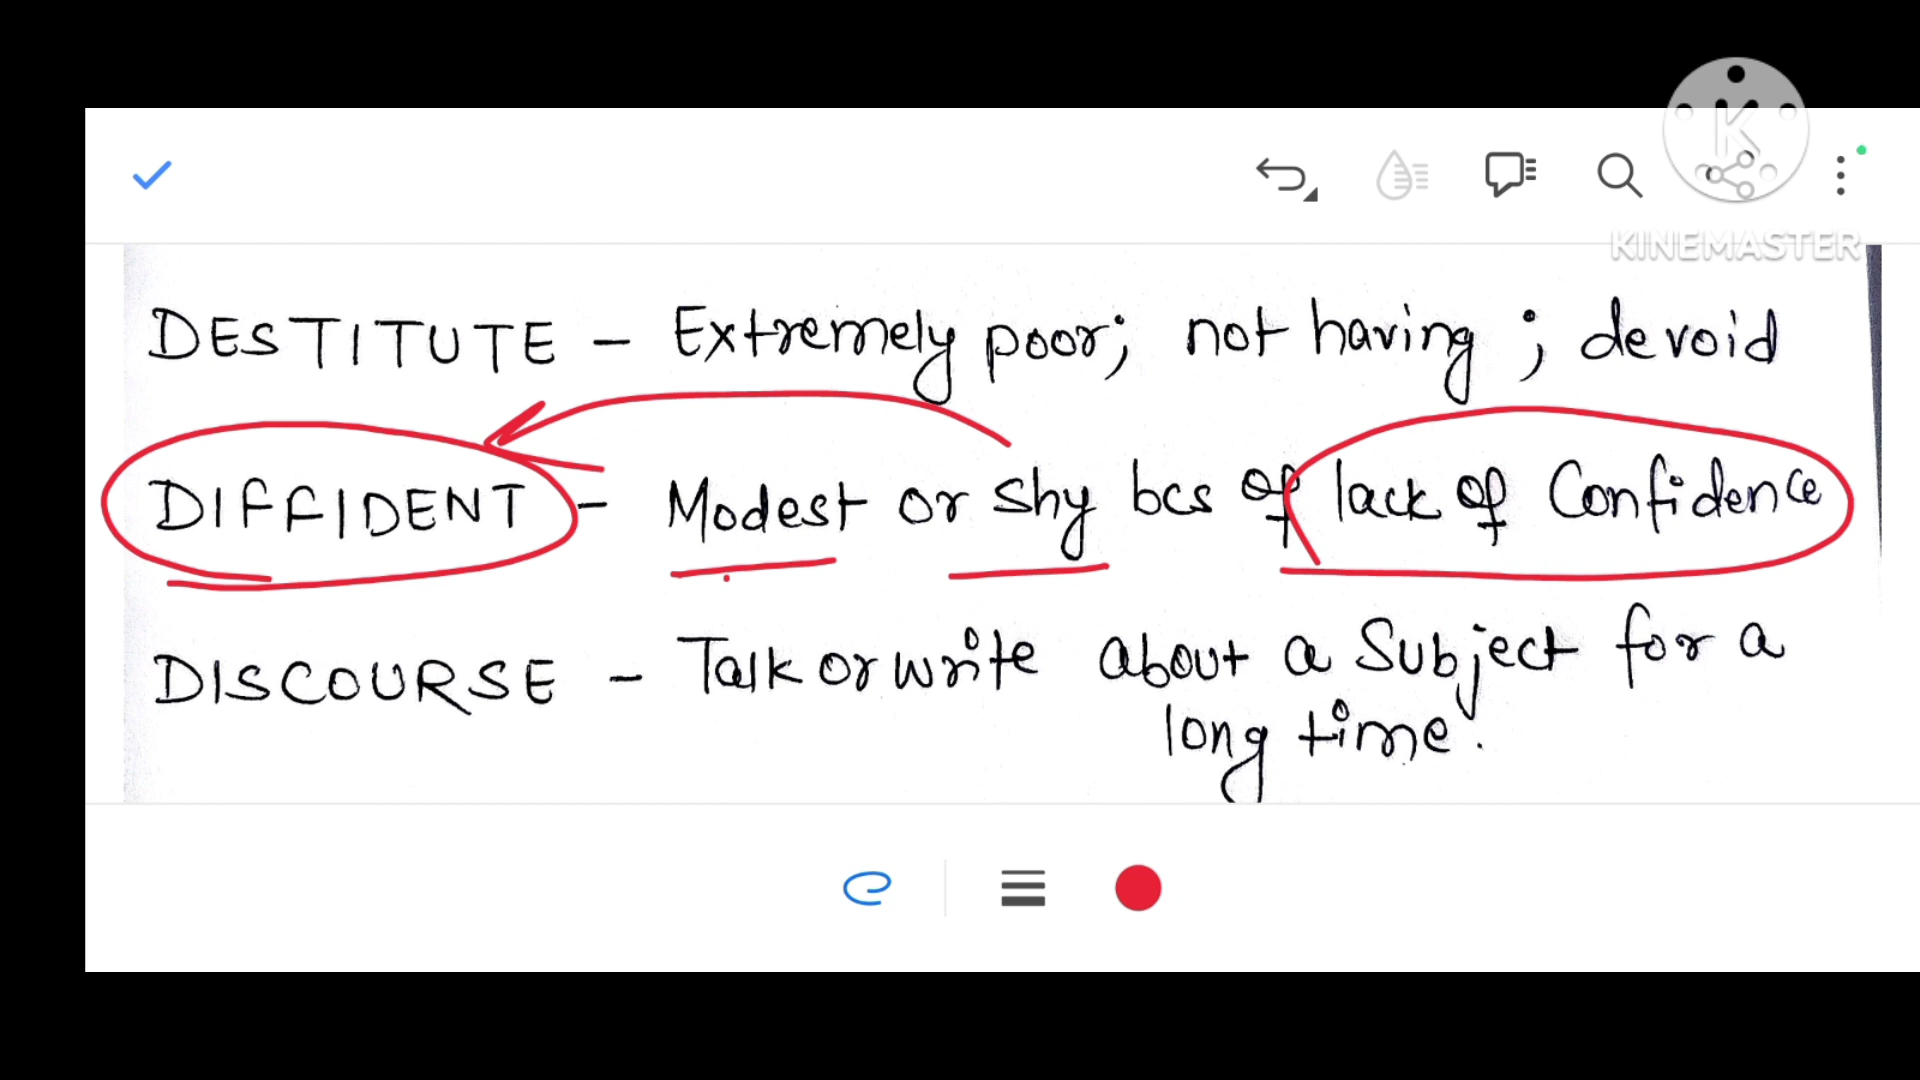 KINEMASTER
DESTITUTE - Extremely poor; not having ; devoid
DIFFIDENT - Modest or shy bcs of lack of Confidence
DISCOURSE - Talk or write about a Subject for a
long time.